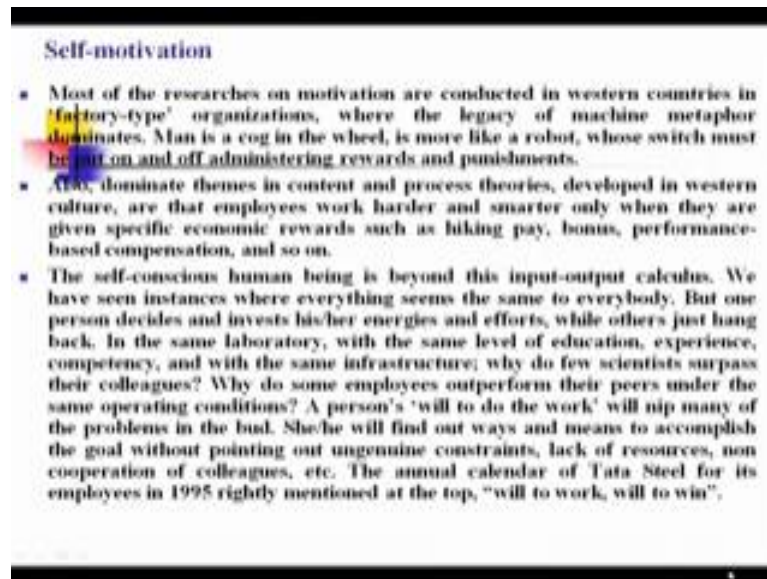 Self-motivation
Most of the researches on motivation are conducted in western countries in
'factory-type' organizations, where the legacy of machine metaphor
dominates. Man is a cog in the wheel, is more like a robot, whose switch must
be put on and off administering rewards and punishments.
Also, dominate themes in content and process theories, developed in western
culture, are that employees work harder and smarter only when they are
given specific economic rewards such as hiking pay, bonus, performance-
based compensation, and so on.
The self-conscious human being is beyond this input-output calculus. We
have seen instances where everything seems the same to everybody. But one
person decides and invests his/her energies and efforts, while others just hang
back. In the same laboratory, with the same level of education, experience,
competency, and with the same infrastructure; why do few scientists surpass
their colleagues? Why do some employees outperform their peers under the
same operating conditions? A person's 'will to do the work' will nip many of
the problems in the bud. She/he will find out ways and means to accomplish
the goal without pointing out ungenuine constraints, lack of resources, non
cooperation of colleagues, etc. The annual calendar of Tata Steel for its
employees in 1995 rightly mentioned at the top, "will to work, will to win".